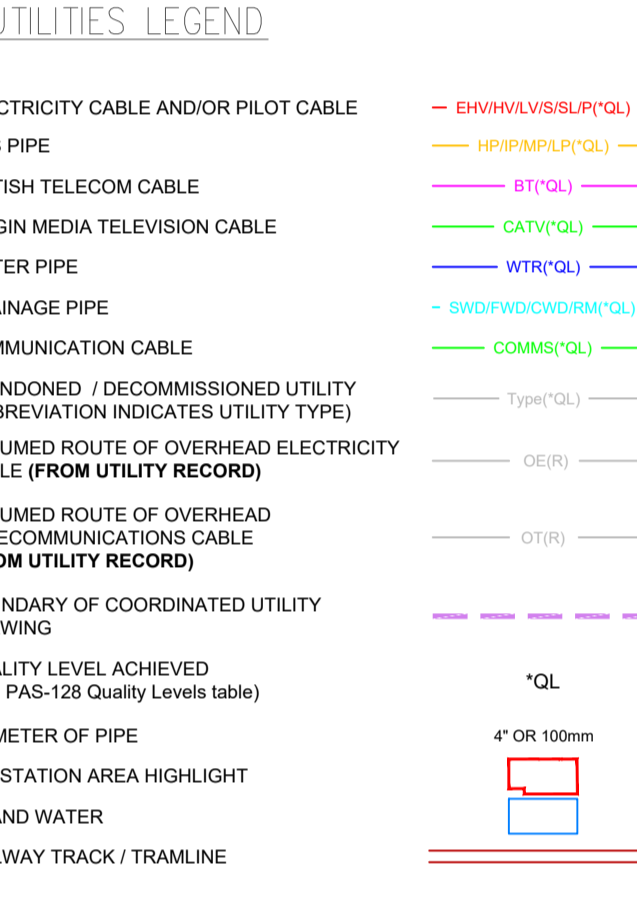 UTILITIES LEGEND
CTRICITY CABLE AND/OR PILOT CABLE — EHV/HV/LV/S/SL/P(*QL)
PIPE HP/IP/MP/LP(*QL)
TISH TELECOM CABLE BT(*QL)
GIN MEDIA TELEVISION CABLE CATV(*QL)
TER PIPE WTR(*QL)
INAGE PIPE SWD/FWD/CWD/RM(*QL)
MMUNICATION CABLE COMMS(*QL)
NDONED / DECOMMISSIONED UTILITY Type(*QL)
BREVIATION INDICATES UTILITY TYPE)
UMED ROUTE OF OVERHEAD ELECTRICITY OE(R)
LE (FROM UTILITY RECORD)
UMED ROUTE OF OVERHEAD
ECOMMUNICATIONS CABLE OT(R)
OM UTILITY RECORD)
NDARY OF COORDINATED UTILITY
WING
LITY LEVEL ACHIEVED *QL
PAS-128 Quality Levels table)
METER OF PIPE 4" OR 100mm
STATION AREA HIGHLIGHT
AND WATER
LWAY TRACK / TRAMLINE